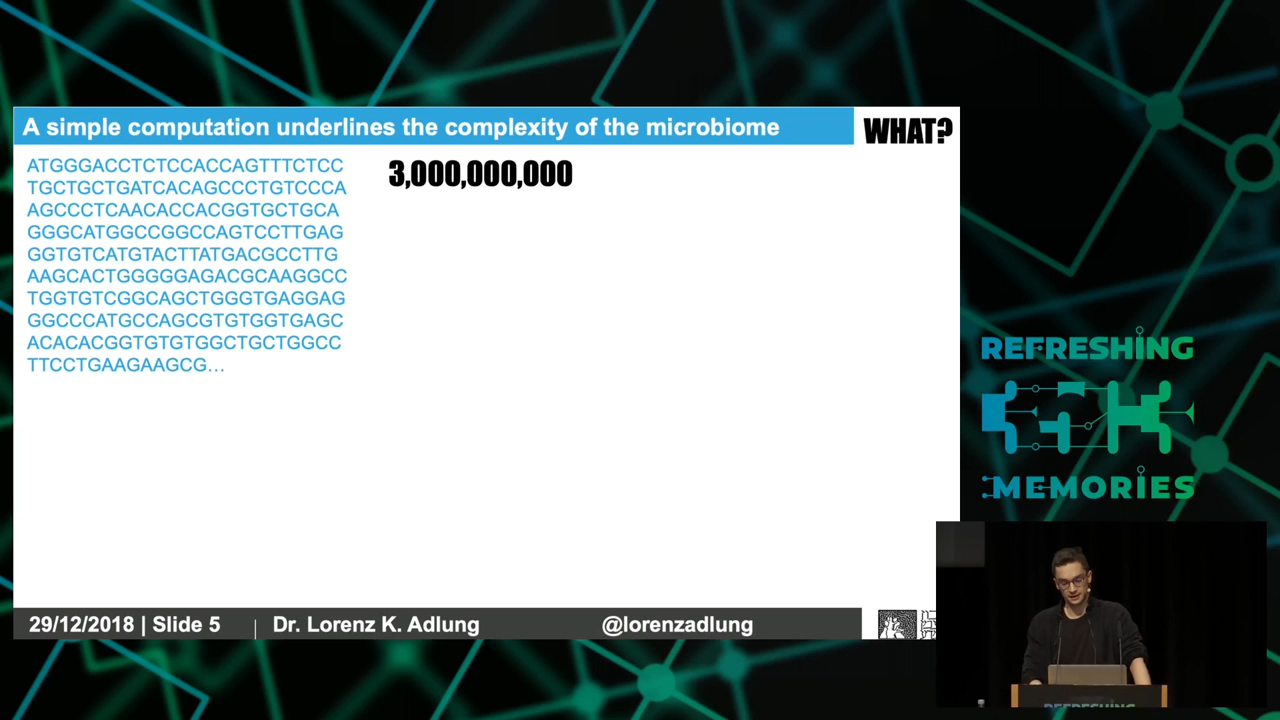 A simple computation underlines the complexity of the microbiome
WHAT?
ATGGGACCTCTCCACCAGTTTCTCC
TGCTGCTGATCACAGCCCTGTCCCA
AGCCCTCAACACCACGGTGCTGCA
GGGCATGGCCGGCCAGTCCTTGAG
GGTGTCATGTACTTATGACGCCTTG
AAGCACTGGGGGAGACGCAAGGCC
TGGTGTCGGCAGCTGGGTGAGGAG
GGCCCATGCCAGCGTGTGGTGAGC
ACACACGGTGTGTGGCTGCTGGCC
TTCCTGAAGAAGCG…
3,000,000,000
29/12/2018 | Slide 5
Dr. Lorenz K. Adlung
@lorenzadlung
REFRESHING
MEMORIES
REFRESHING